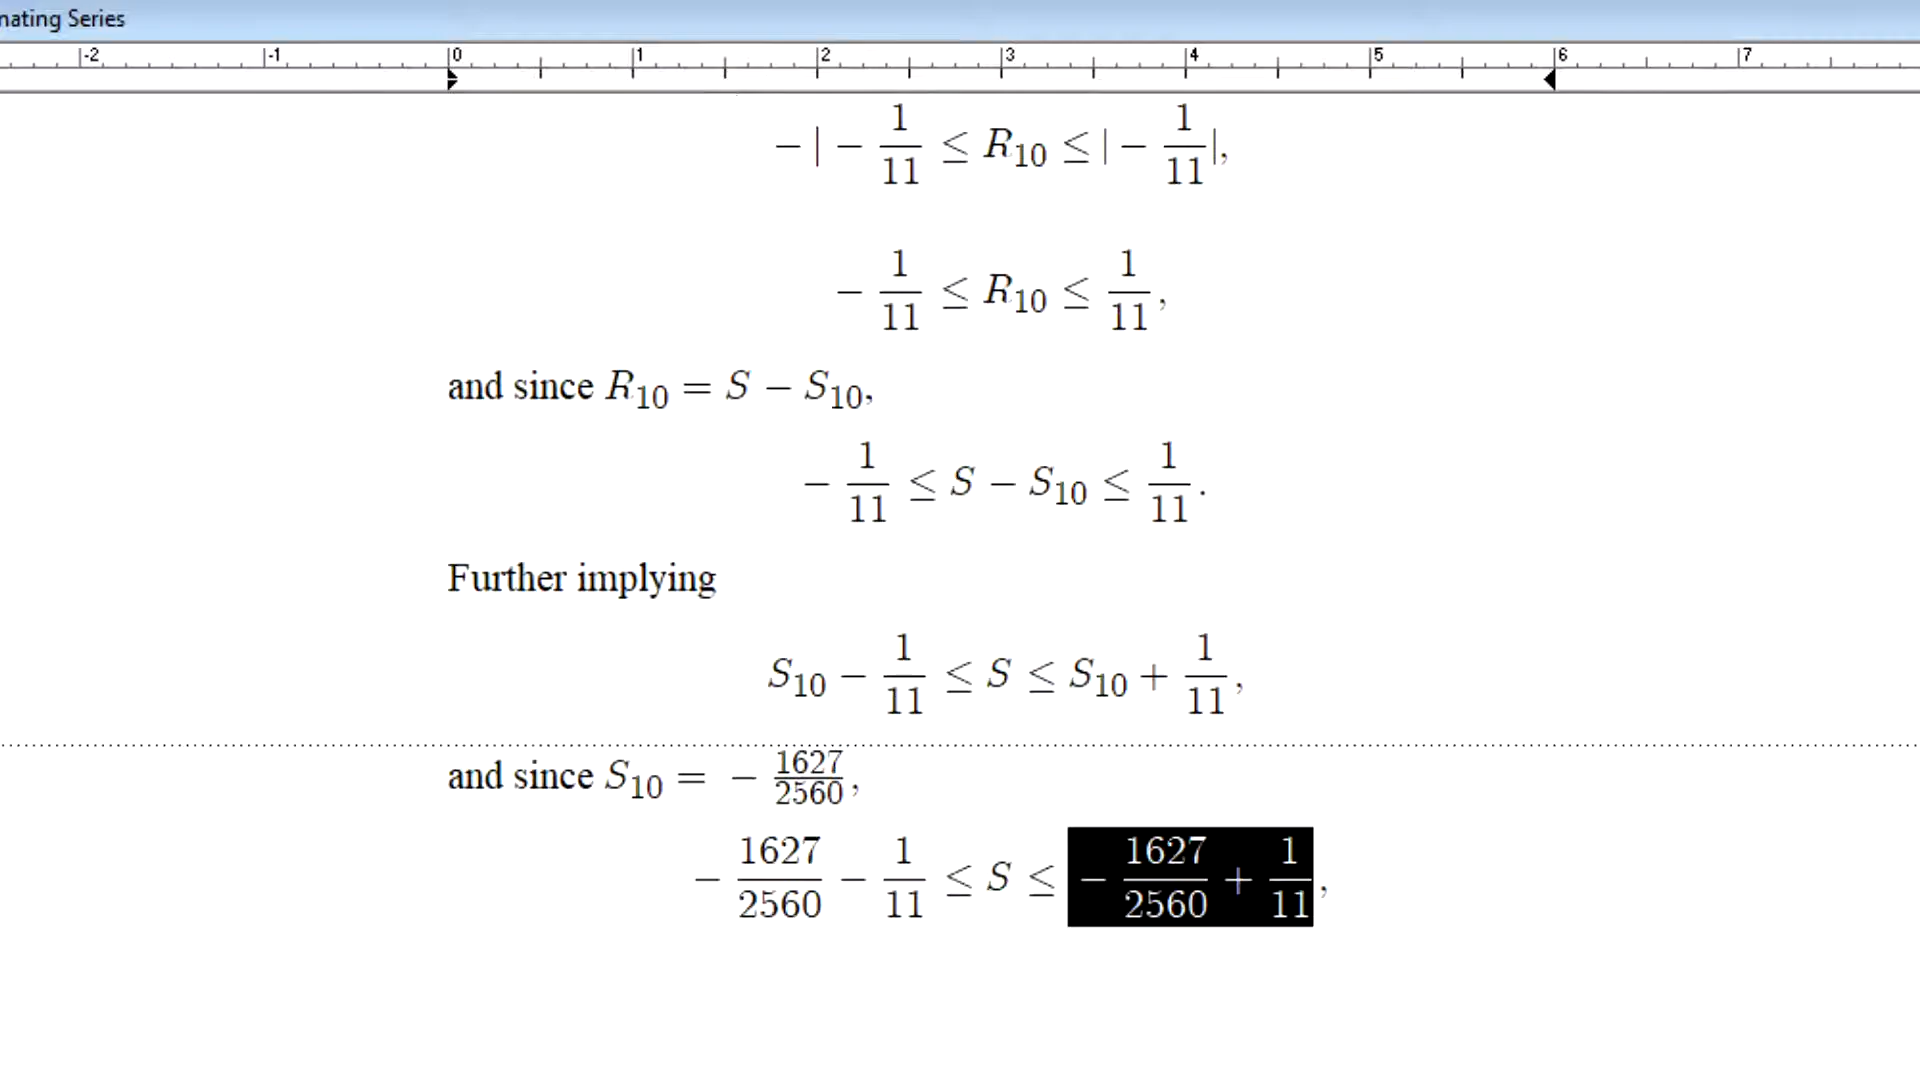 nating Series
-2 -1 0 1 2 3 4 5 6 7
− | − 1/11 ≤ R10 ≤ | − 1/11 |,
− 1/11 ≤ R10 ≤ 1/11,
and since R10 = S − S10,
− 1/11 ≤ S − S10 ≤ 1/11.
Further implying
S10 − 1/11 ≤ S ≤ S10 + 1/11,
and since S10 = − 1627/2560,
− 1627/2560 − 1/11 ≤ S ≤ − 1627/2560 + 1/11,